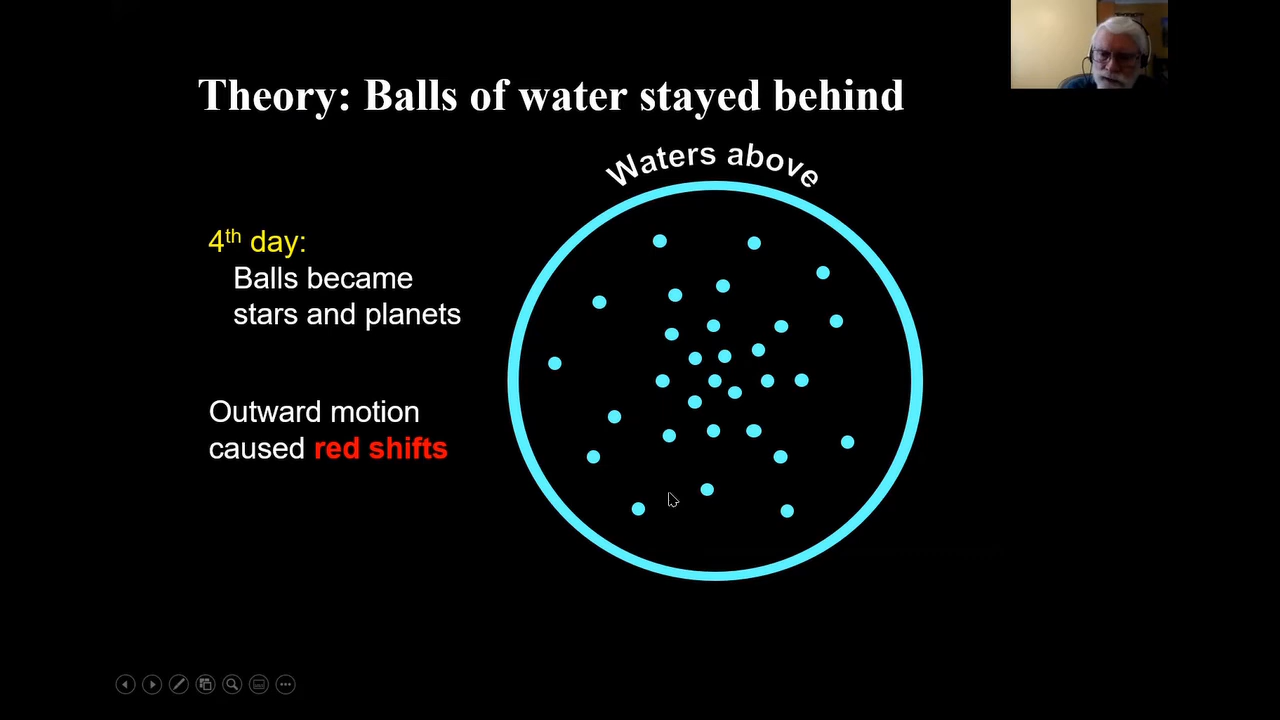 Theory: Balls of water stayed behind
Waters above
4th day:
Balls became
stars and planets
Outward motion
caused red shifts